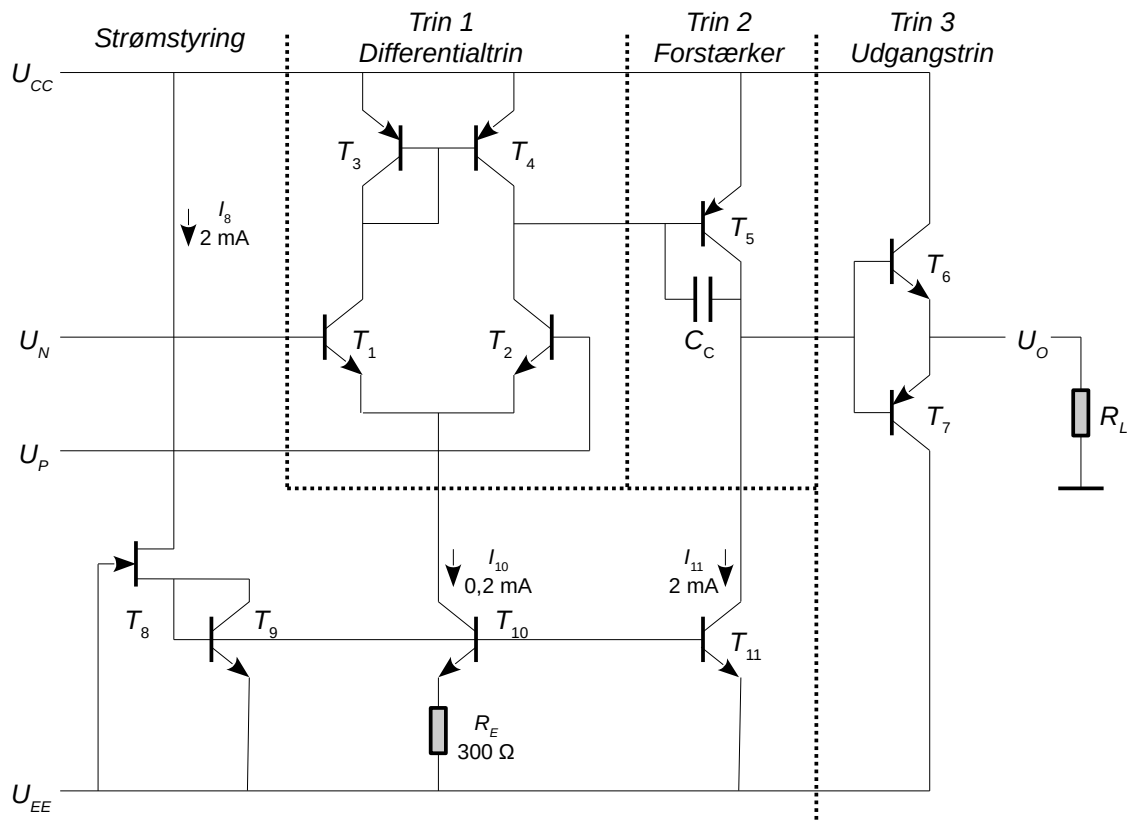 Strømstyring
Trin 1
Differentialtrin
Trin 2
Forstærker
Trin 3
Udgangstrin
U_CC
T_3
T_4
I_8
2 mA
T_5
T_6
U_N
T_1
T_2
C_C
U_O
T_7
R_L
U_P
I_10
0,2 mA
I_11
2 mA
T_8
T_9
T_10
T_11
R_E
300 Ω
U_EE